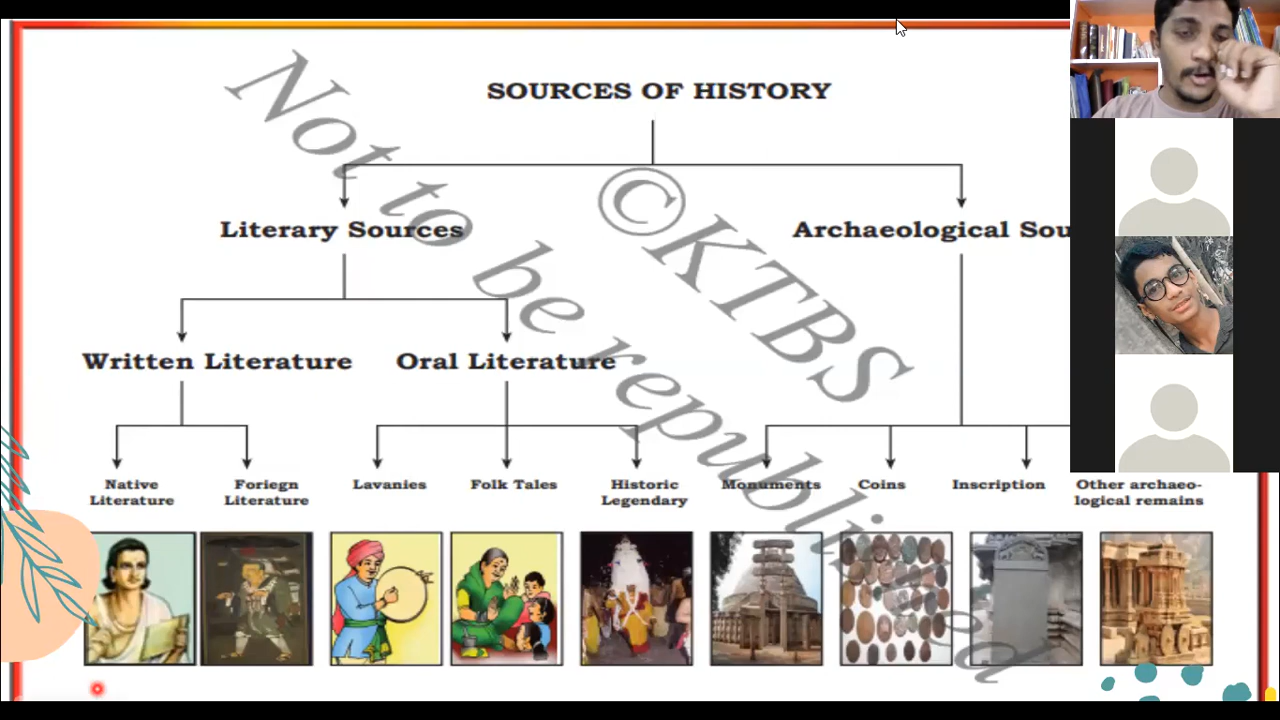 SOURCES OF HISTORY
Literary Sources
Archaeological Sou
Written Literature
Oral Literature
Native
Literature
Foriegn
Literature
Lavanies
Folk Tales
Historic
Legendary
Monuments
Coins
Inscription
Other archaeo-
logical remains
©KTBS
Not to be republished